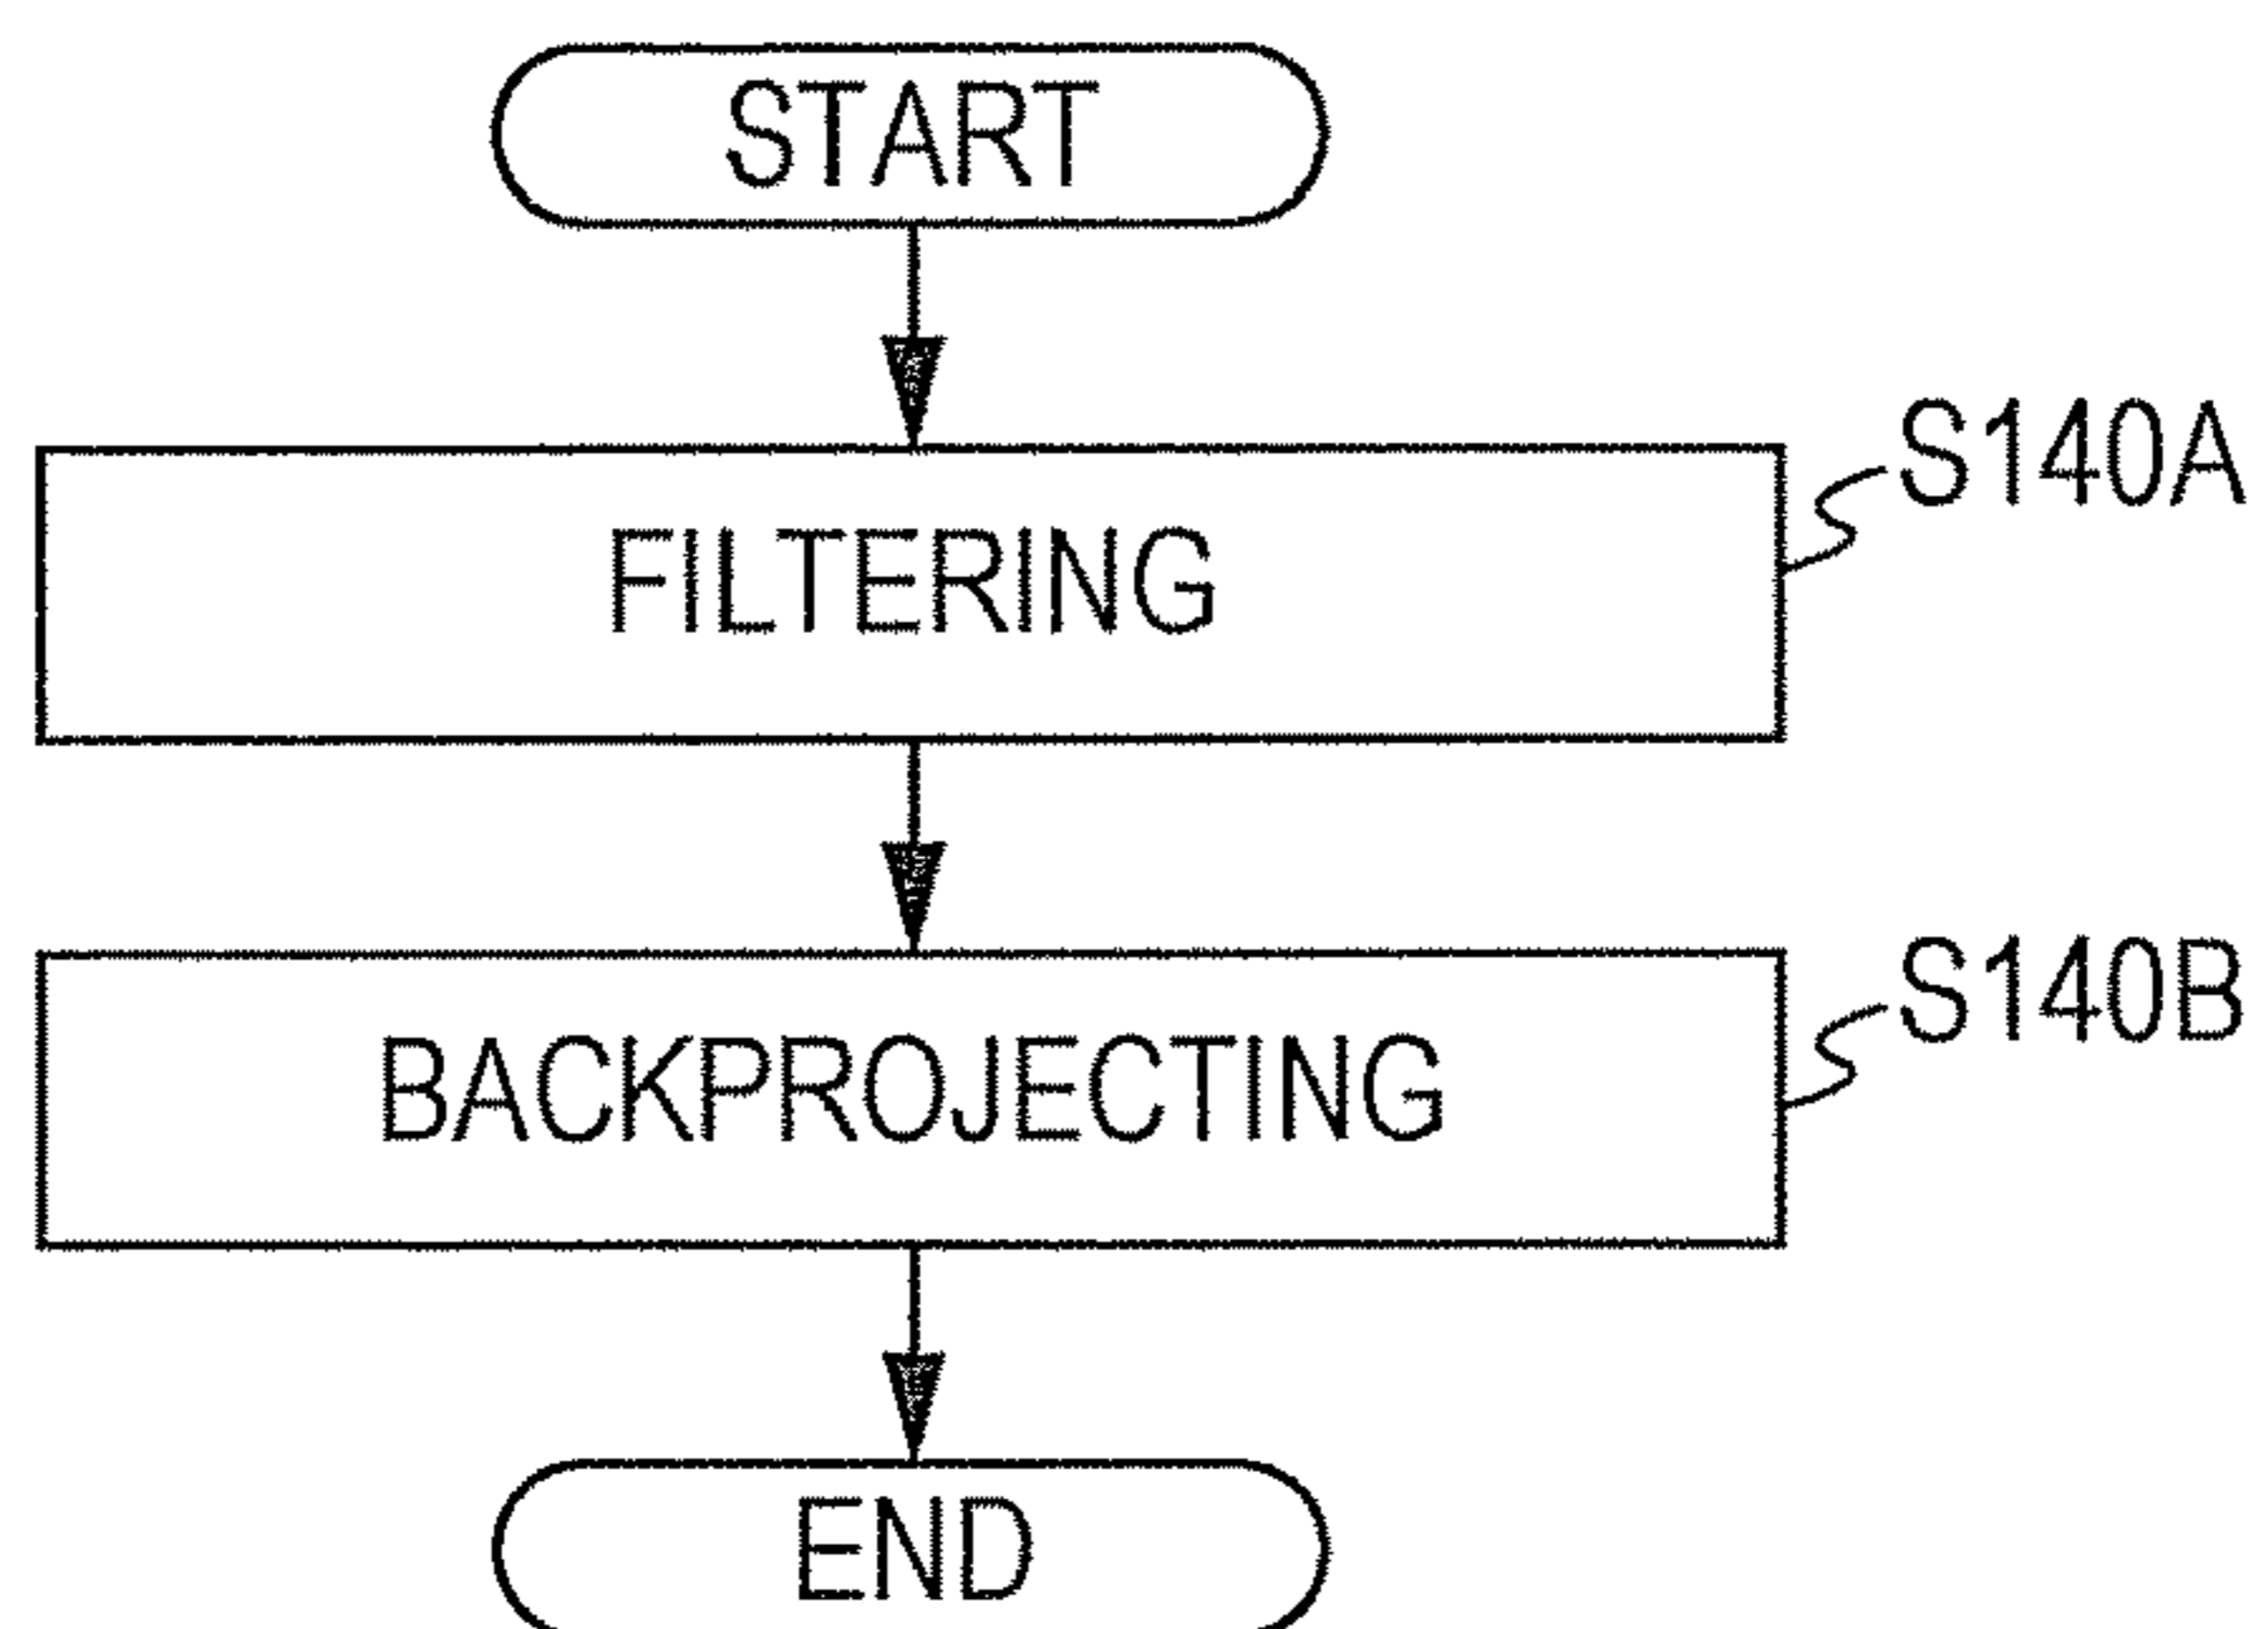 START
S140A
FILTERING
S140B
BACKPROJECTING
END